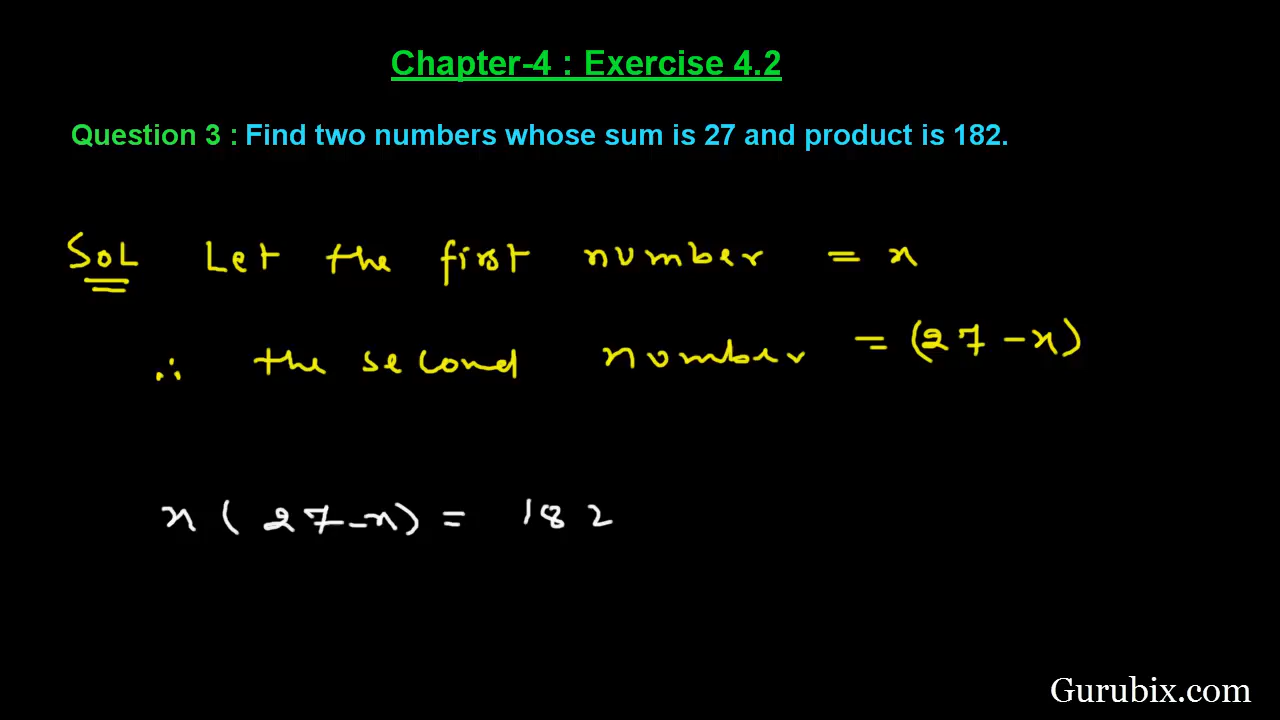 Chapter-4 : Exercise 4.2
Question 3 : Find two numbers whose sum is 27 and product is 182.
Sol Let the first number = x
∴ the second number = (27-x)
x(27-x) = 182
Gurubix.com